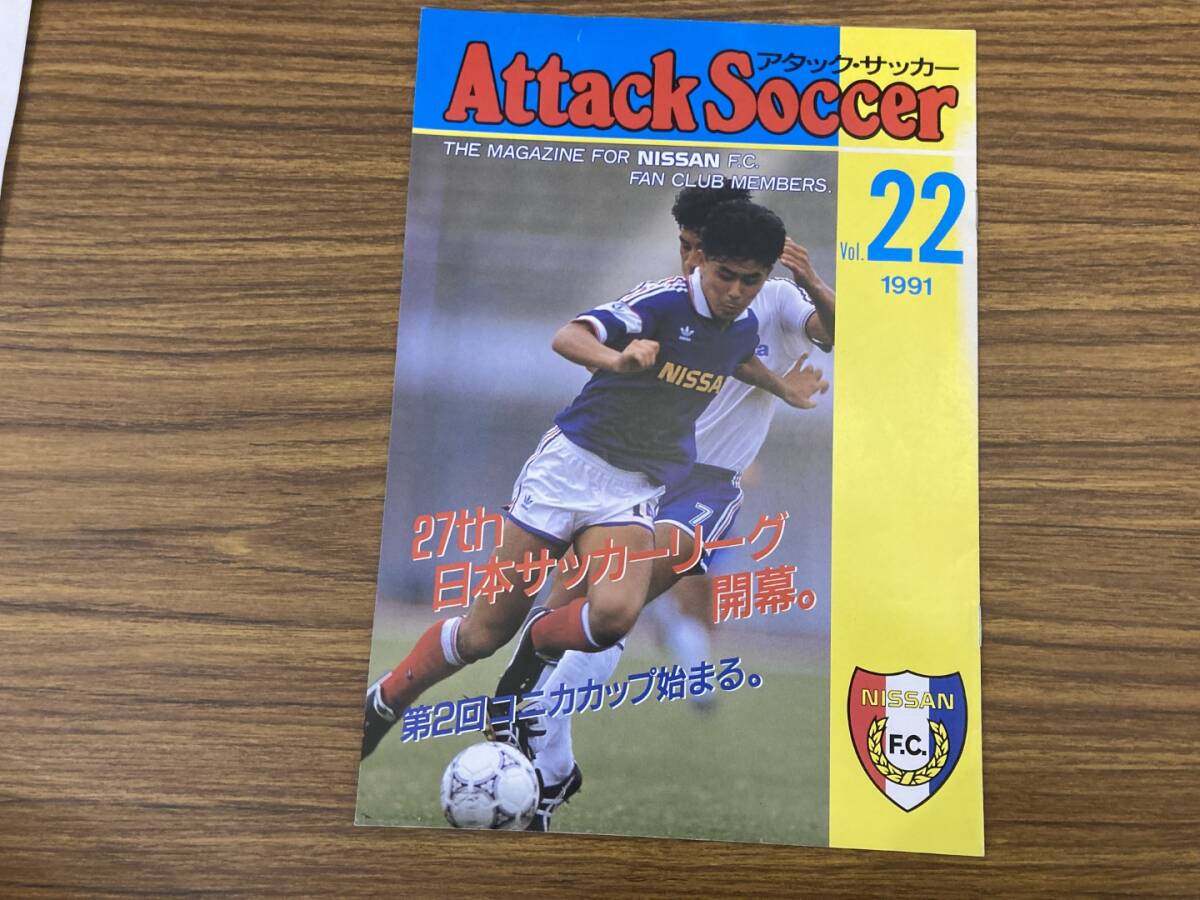 アタック・サッカー
Attack Soccer
THE MAGAZINE FOR NISSAN F.C.
FAN CLUB MEMBERS.
Vol. 22
1991
NISSA
7
27th
日本サッカーリーグ
開幕。
第2回コニカカップ始まる。
NISSAN
F.C.